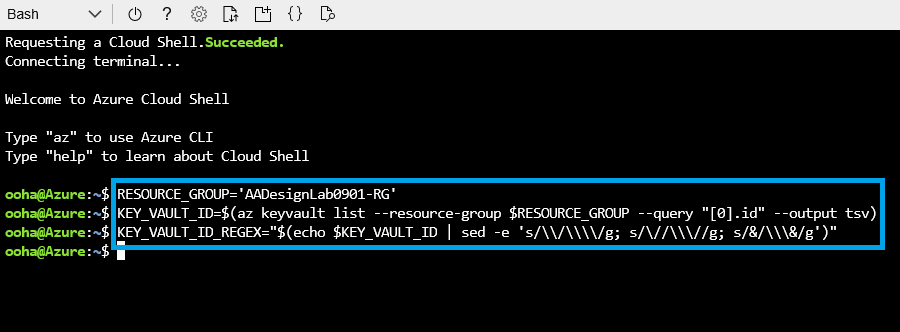 Bash
Requesting a Cloud Shell.Succeeded.
Connecting terminal...
Welcome to Azure Cloud Shell
Type "az" to use Azure CLI
Type "help" to learn about Cloud Shell
ooha@Azure:~$ RESOURCE_GROUP='AADesignLab0901-RG'
ooha@Azure:~$ KEY_VAULT_ID=$(az keyvault list --resource-group $RESOURCE_GROUP --query "[0].id" --output tsv)
ooha@Azure:~$ KEY_VAULT_ID_REGEX="$(echo $KEY_VAULT_ID | sed -e 's/\\/\\\\/g; s/\//\\\//g; s/&/\\\&/g')"
ooha@Azure:~$